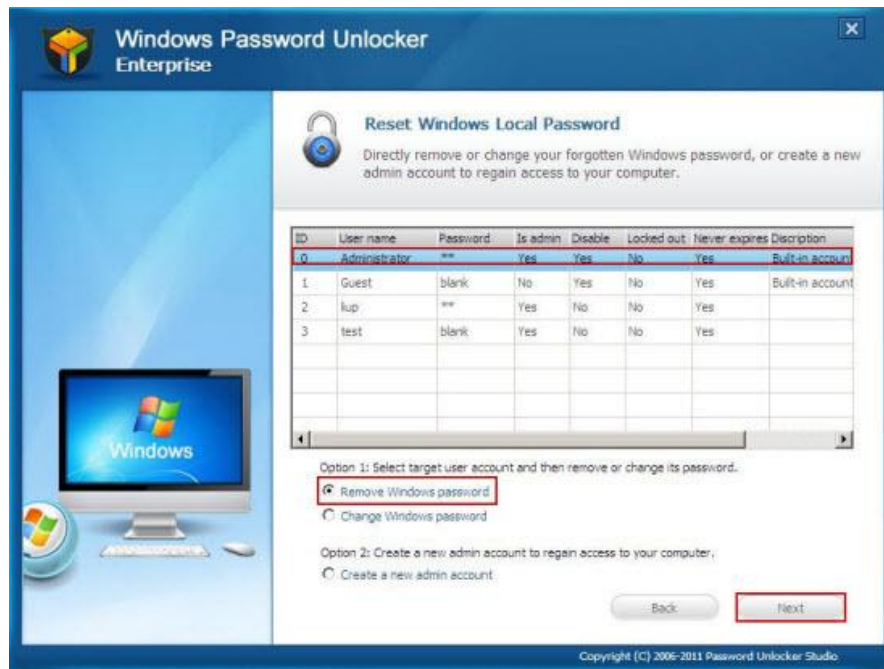 Windows Password Unlocker
Enterprise
Reset Windows Local Password
Directly remove or change your forgotten Windows password, or create a new
admin account to regain access to your computer.
ID User name Password Is admin Disable Locked out Never expires Discription
0 Administrator ** Yes Yes No Yes Built-in account
1 Guest blank No Yes No Yes Built-in account
2 kup ** Yes No No Yes
3 test blank Yes No No Yes
Windows
Option 1: Select target user account and then remove or change its password.
Remove Windows password
Change Windows password
Option 2: Create a new admin account to regain access to your computer.
Create a new admin account
Back Next
Copyright (C) 2006-2011 Password Unlocker Studio